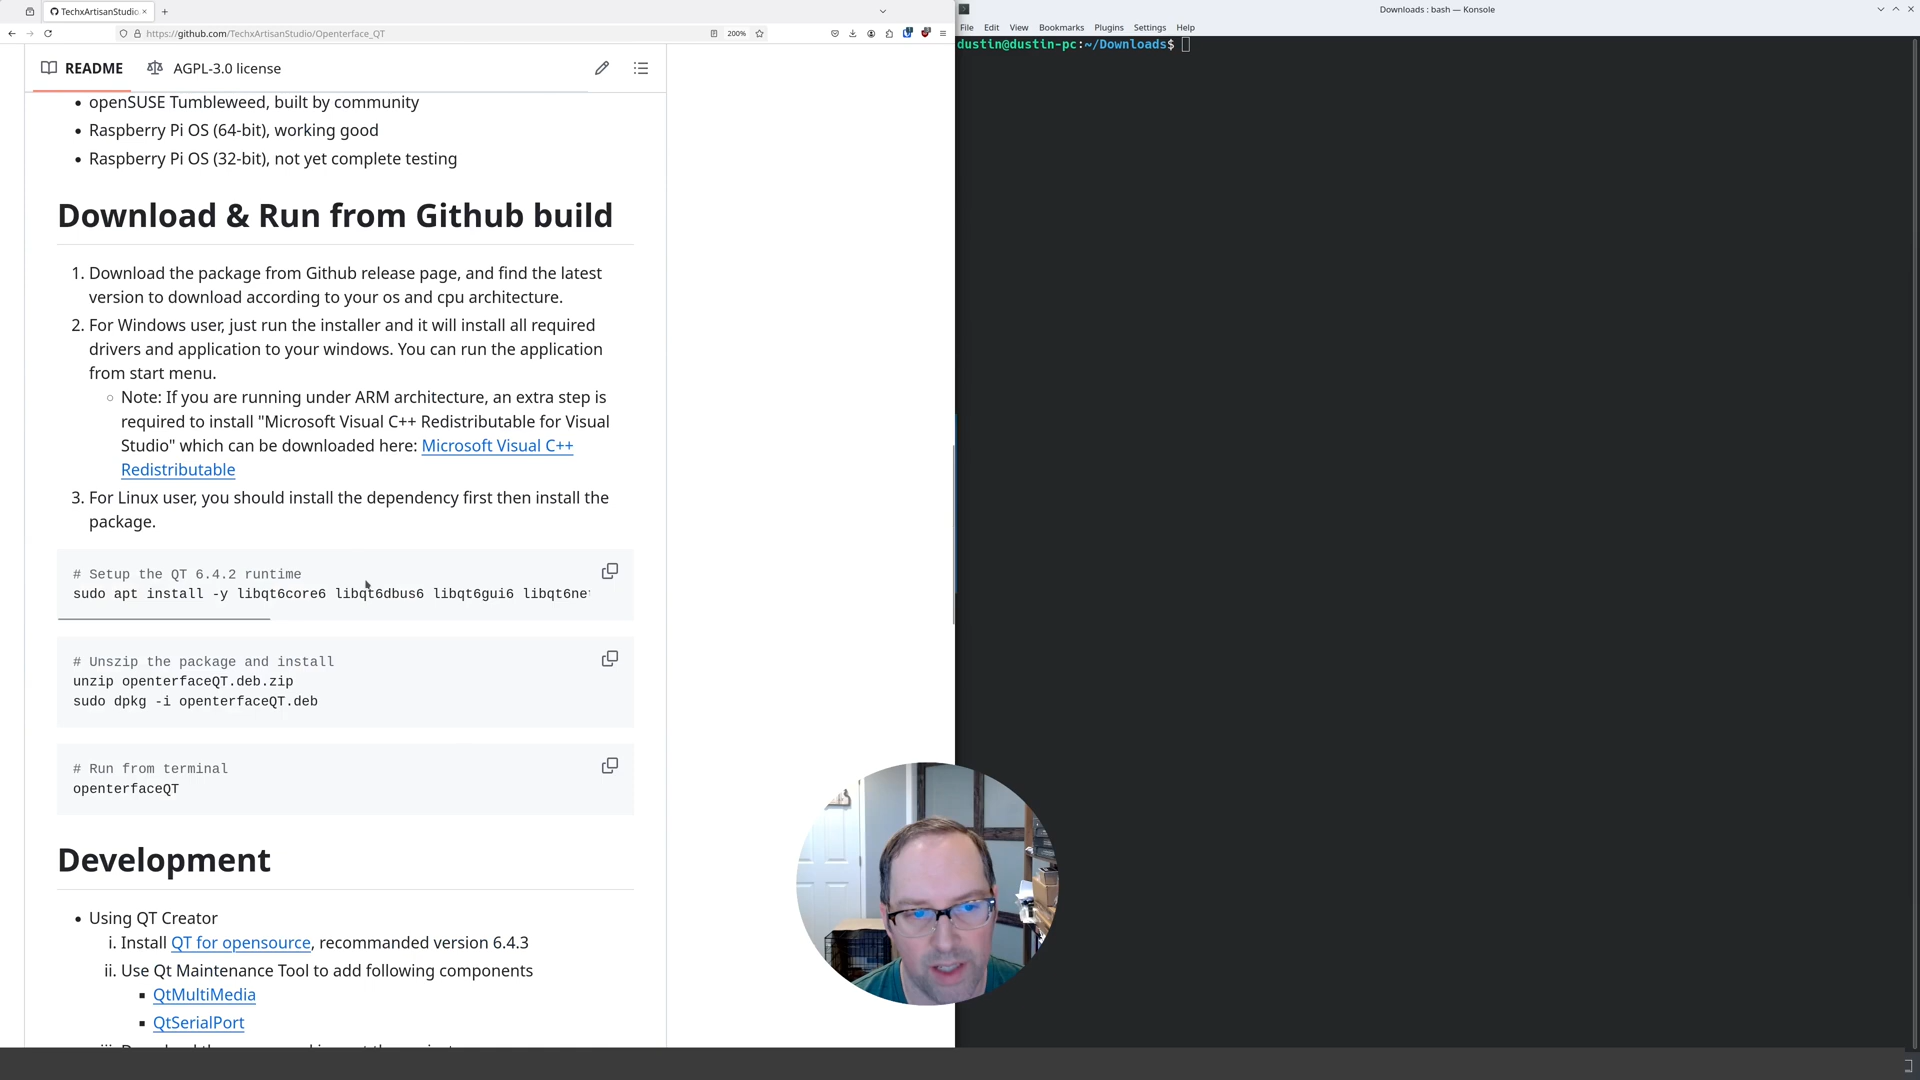 TechxArtisanStudio
https://github.com/TechxArtisanStudio/Openterface_QT
200%
README
AGPL-3.0 license
openSUSE Tumbleweed, built by community
Raspberry Pi OS (64-bit), working good
Raspberry Pi OS (32-bit), not yet complete testing
Download & Run from Github build
1. Download the package from Github release page, and find the latest
version to download according to your os and cpu architecture.
2. For Windows user, just run the installer and it will install all required
drivers and application to your windows. You can run the application
from start menu.
Note: If you are running under ARM architecture, an extra step is
required to install "Microsoft Visual C++ Redistributable for Visual
Studio" which can be downloaded here: Microsoft Visual C++
Redistributable
3. For Linux user, you should install the dependency first then install the
package.
# Setup the QT 6.4.2 runtime
sudo apt install -y libqt6core6 libqt6dbus6 libqt6gui6 libqt6ne
# Unszip the package and install
unzip openterfaceQT.deb.zip
sudo dpkg -i openterfaceQT.deb
# Run from terminal
openterfaceQT
Development
Using QT Creator
i. Install QT for opensource, recommanded version 6.4.3
ii. Use Qt Maintenance Tool to add following components
QtMultiMedia
QtSerialPort
Downloads : bash — Konsole
File Edit View Bookmarks Plugins Settings Help
dustin@dustin-pc:~/Downloads$